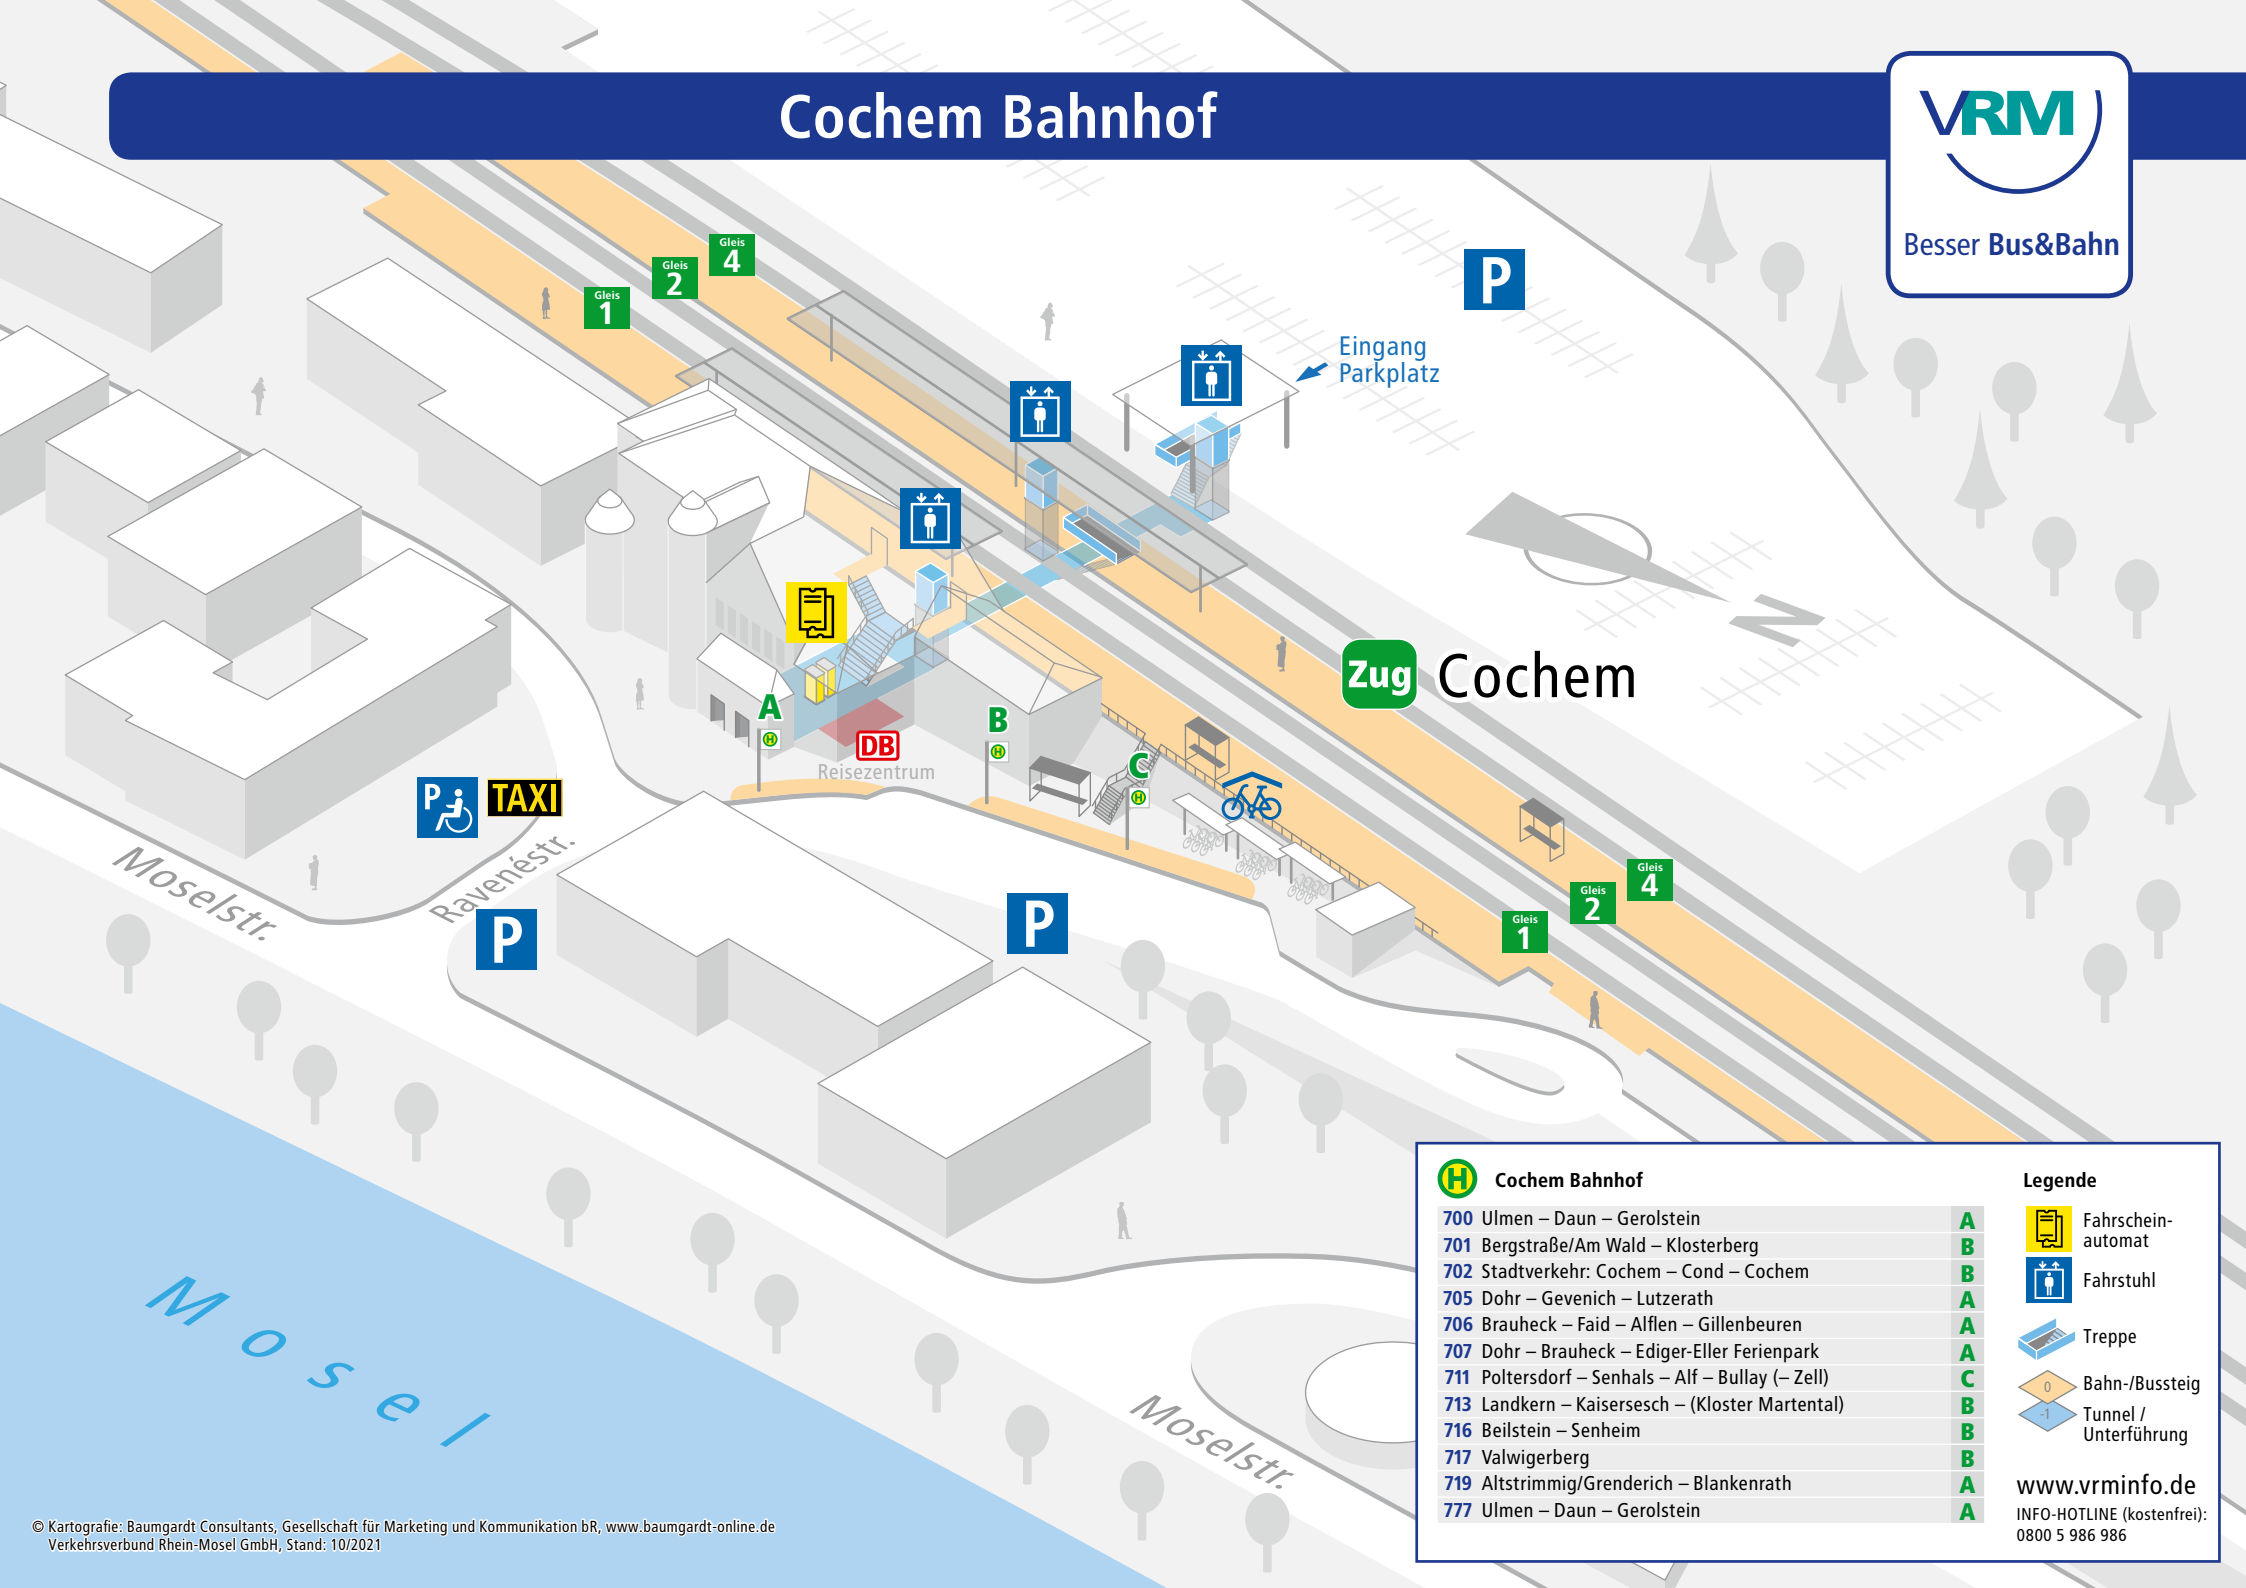 Cochem Bahnhof
VRM
Besser Bus&Bahn
Gleis
4
Gleis
2
Gleis
1
P
Eingang
Parkplatz
N
Zug Cochem
A
H
B
H
C
H
DB
Reisezentrum
P
TAXI
Moselstr.
Ravenéstr.
P
P
Gleis
4
Gleis
2
Gleis
1
Mosel
Moselstr.
H Cochem Bahnhof
700 Ulmen – Daun – Gerolstein A
701 Bergstraße/Am Wald – Klosterberg B
702 Stadtverkehr: Cochem – Cond – Cochem B
705 Dohr – Gevenich – Lutzerath A
706 Brauheck – Faid – Alflen – Gillenbeuren A
707 Dohr – Brauheck – Ediger-Eller Ferienpark A
711 Poltersdorf – Senhals – Alf – Bullay (– Zell) C
713 Landkern – Kaisersesch – (Kloster Martental) B
716 Beilstein – Senheim B
717 Valwigerberg B
719 Altstrimmig/Grenderich – Blankenrath A
777 Ulmen – Daun – Gerolstein A
Legende
Fahrschein-
automat
Fahrstuhl
Treppe
0 Bahn-/Bussteig
-1 Tunnel /
Unterführung
www.vrminfo.de
INFO-HOTLINE (kostenfrei):
0800 5 986 986
© Kartografie: Baumgardt Consultants, Gesellschaft für Marketing und Kommunikation bR, www.baumgardt-online.de
Verkehrsverbund Rhein-Mosel GmbH, Stand: 10/2021